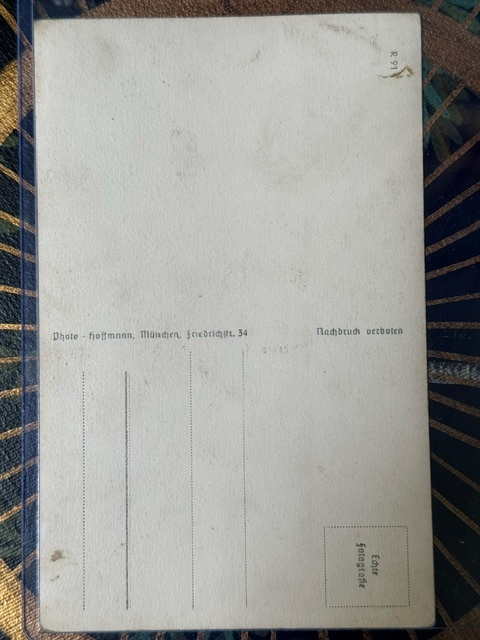 R 91
Photo - Hoffmann, München, Friedrichstr. 34
Nachdruck verboten
Echte
Fotografie